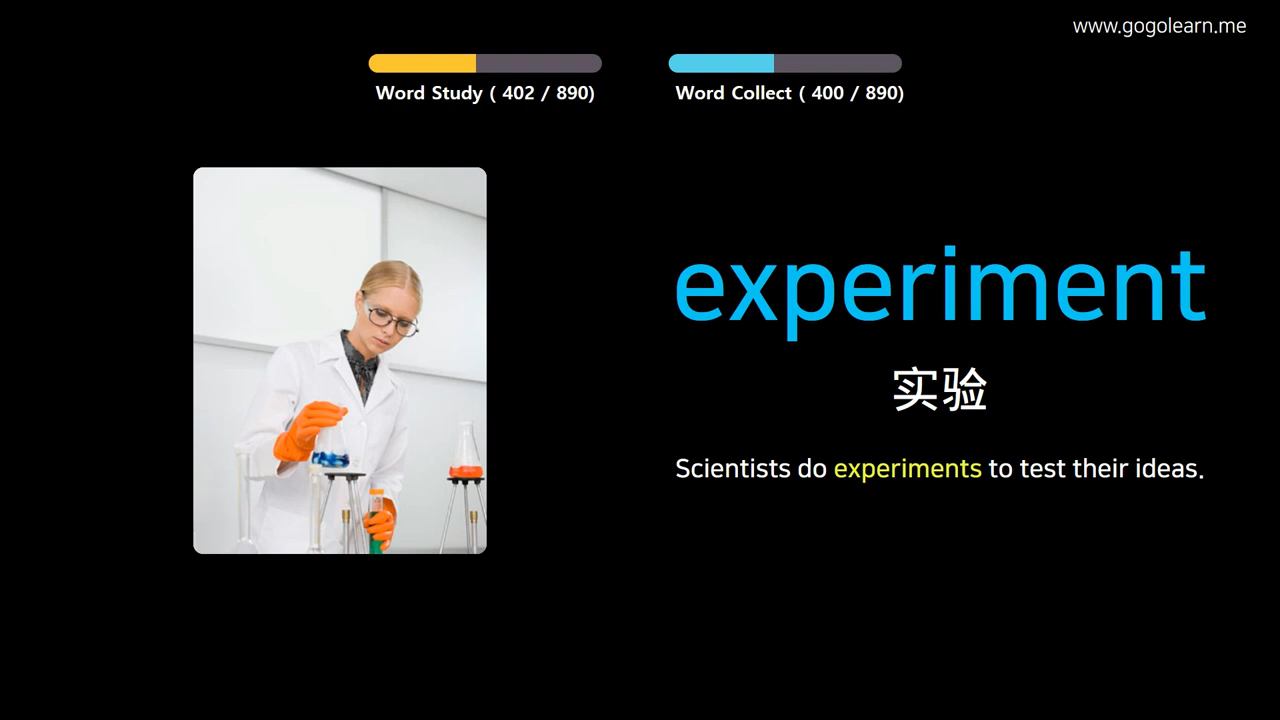 www.gogolearn.me
Word Study ( 402 / 890)
Word Collect ( 400 / 890)
experiment
实验
Scientists do experiments to test their ideas.